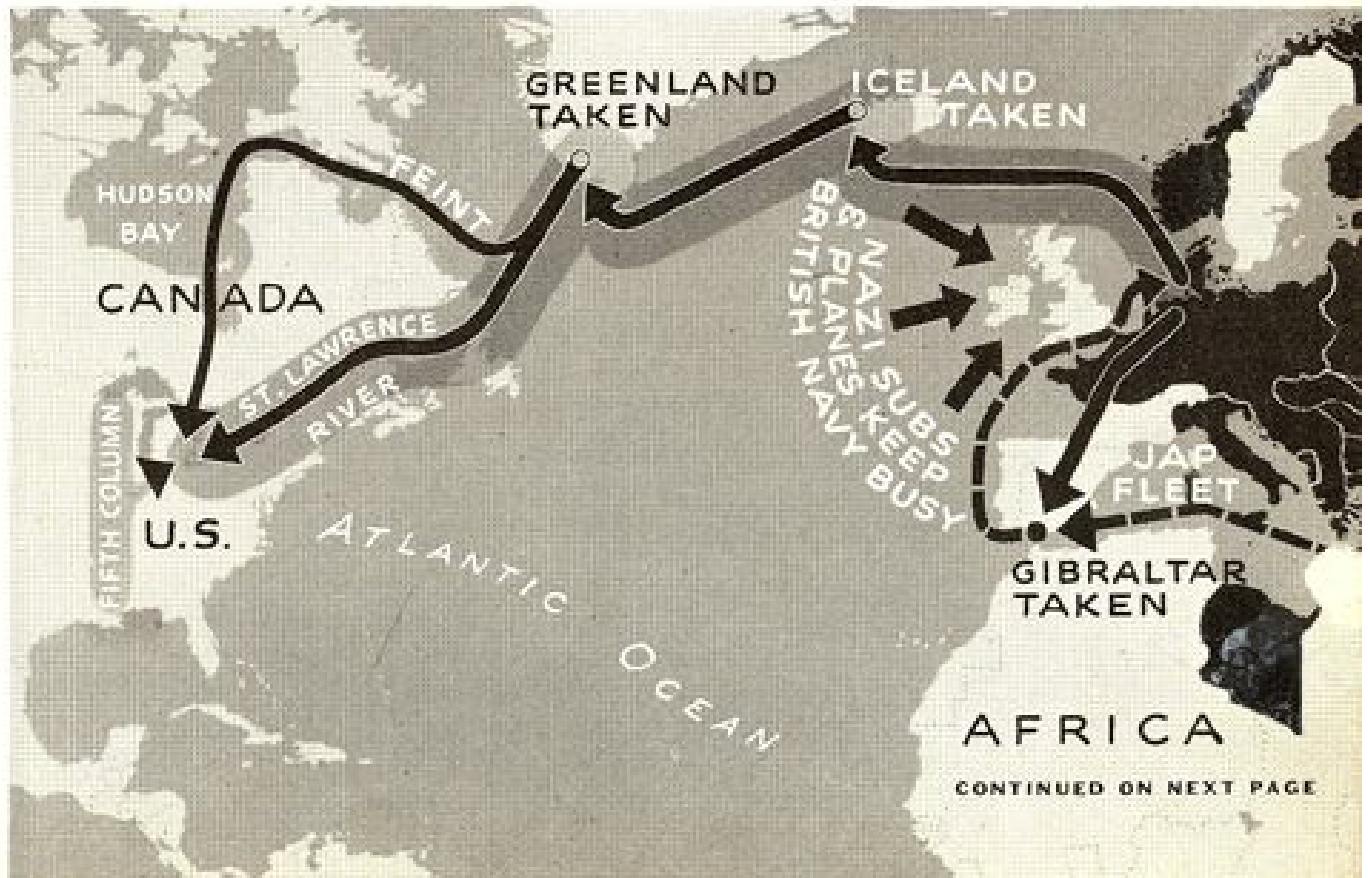 GREENLAND
TAKEN
ICELAND
TAKEN
FEINT
HUDSON
BAY
CANADA
ST. LAWRENCE
RIVER
NAZI SUBS
& PLANES KEEP
BRITISH NAVY BUSY
FIFTH COLUMN
U.S.
JAP
FLEET
ATLANTIC
OCEAN
GIBRALTAR
TAKEN
AFRICA
CONTINUED ON NEXT PAGE